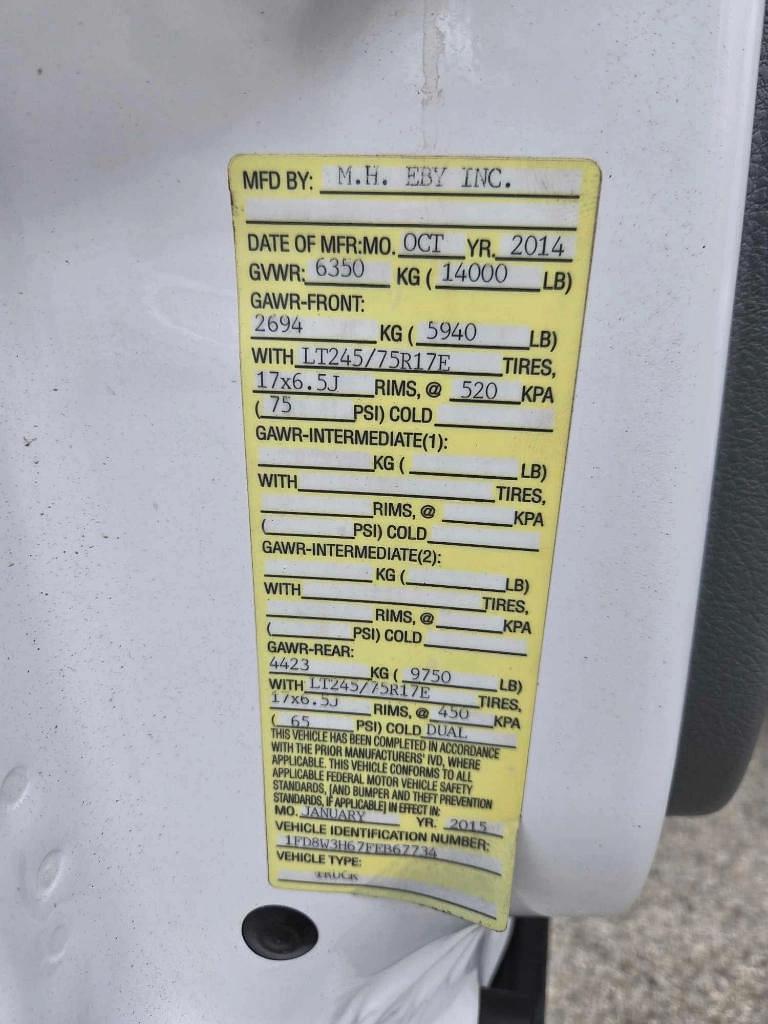 MFD BY: M.H. EBY INC.
DATE OF MFR:MO. OCT YR. 2014
GVWR: 6350 KG ( 14000 LB)
GAWR-FRONT:
2694 KG ( 5940 LB)
WITH LT245/75R17E TIRES,
17x6.5J RIMS, @ 520 KPA
( 75 PSI) COLD
GAWR-INTERMEDIATE(1):
KG ( LB)
WITH TIRES,
RIMS, @ KPA
( PSI) COLD
GAWR-INTERMEDIATE(2):
KG ( LB)
WITH TIRES,
RIMS, @ KPA
( PSI) COLD
GAWR-REAR:
4423 KG ( 9750 LB)
WITH LT245/75R17E TIRES,
17x6.5J RIMS, @ 450 KPA
( 65 PSI) COLD DUAL
THIS VEHICLE HAS BEEN COMPLETED IN ACCORDANCE
WITH THE PRIOR MANUFACTURERS' IVD, WHERE
APPLICABLE. THIS VEHICLE CONFORMS TO ALL
APPLICABLE FEDERAL MOTOR VEHICLE SAFETY
STANDARDS, [AND BUMPER AND THEFT PREVENTION
STANDARDS, IF APPLICABLE] IN EFFECT IN:
MO. JANUARY YR. 2015
VEHICLE IDENTIFICATION NUMBER:
1FD8W3H67FEB67734
VEHICLE TYPE:
TRUCK